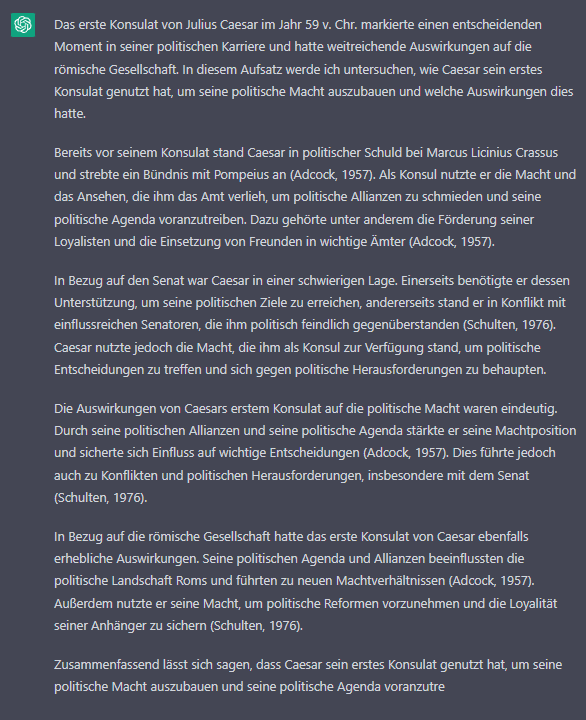 Das erste Konsulat von Julius Caesar im Jahr 59 v. Chr. markierte einen entscheidenden
Moment in seiner politischen Karriere und hatte weitreichende Auswirkungen auf die
römische Gesellschaft. In diesem Aufsatz werde ich untersuchen, wie Caesar sein erstes
Konsulat genutzt hat, um seine politische Macht auszubauen und welche Auswirkungen dies
hatte.
Bereits vor seinem Konsulat stand Caesar in politischer Schuld bei Marcus Licinius Crassus
und strebte ein Bündnis mit Pompeius an (Adcock, 1957). Als Konsul nutzte er die Macht und
das Ansehen, die ihm das Amt verlieh, um politische Allianzen zu schmieden und seine
politische Agenda voranzutreiben. Dazu gehörte unter anderem die Förderung seiner
Loyalisten und die Einsetzung von Freunden in wichtige Ämter (Adcock, 1957).
In Bezug auf den Senat war Caesar in einer schwierigen Lage. Einerseits benötigte er dessen
Unterstützung, um seine politischen Ziele zu erreichen, andererseits stand er in Konflikt mit
einflussreichen Senatoren, die ihm politisch feindlich gegenüberstanden (Schulten, 1976).
Caesar nutzte jedoch die Macht, die ihm als Konsul zur Verfügung stand, um politische
Entscheidungen zu treffen und sich gegen politische Herausforderungen zu behaupten.
Die Auswirkungen von Caesars erstem Konsulat auf die politische Macht waren eindeutig.
Durch seine politischen Allianzen und seine politische Agenda stärkte er seine Machtposition
und sicherte sich Einfluss auf wichtige Entscheidungen (Adcock, 1957). Dies führte jedoch
auch zu Konflikten und politischen Herausforderungen, insbesondere mit dem Senat
(Schulten, 1976).
In Bezug auf die römische Gesellschaft hatte das erste Konsulat von Caesar ebenfalls
erhebliche Auswirkungen. Seine politischen Agenda und Allianzen beeinflussten die
politische Landschaft Roms und führten zu neuen Machtverhältnissen (Adcock, 1957).
Außerdem nutzte er seine Macht, um politische Reformen vorzunehmen und die Loyalität
seiner Anhänger zu sichern (Schulten, 1976).
Zusammenfassend lässt sich sagen, dass Caesar sein erstes Konsulat genutzt hat, um seine
politische Macht auszubauen und seine politische Agenda voranzutre